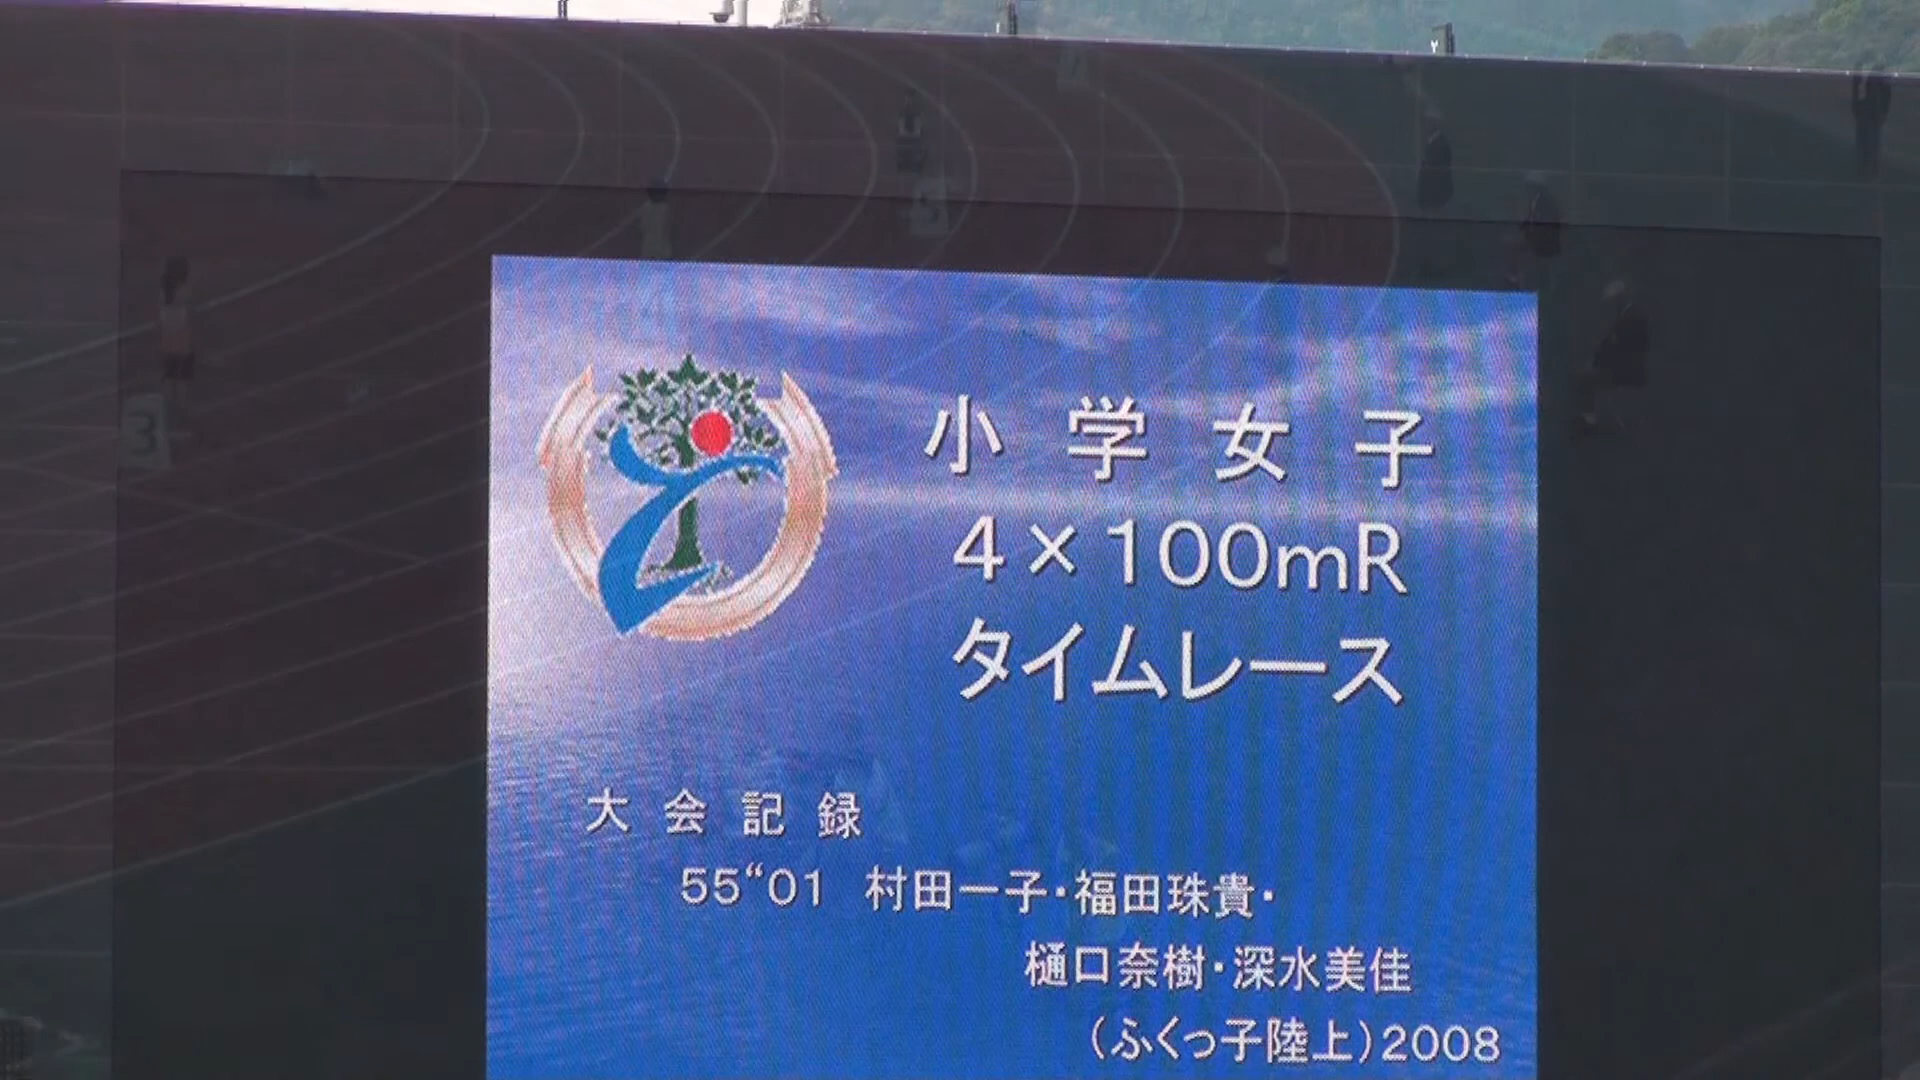 小学女子
4×100mR
タイムレース
大会記録
55“01 村田一子・福田珠貴・
樋口奈樹・深水美佳
(ふくっ子陸上)2008
3
5